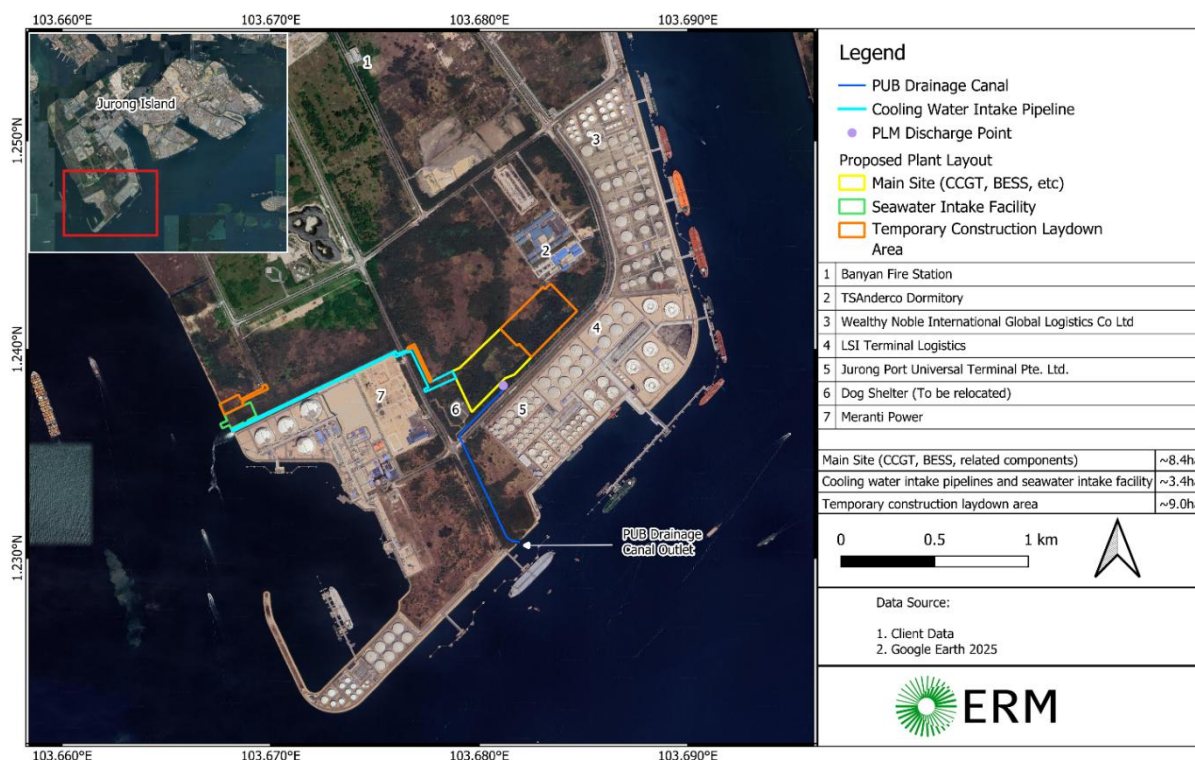 103.660°E 103.670°E 103.680°E 103.690°E
1.250°N
1.240°N
1.230°N
Jurong Island
1
2
3
4
5
6
7
PUB Drainage
Canal Outlet
103.660°E 103.670°E 103.680°E 103.690°E
Legend
PUB Drainage Canal
Cooling Water Intake Pipeline
PLM Discharge Point
Proposed Plant Layout
Main Site (CCGT, BESS, etc)
Seawater Intake Facility
Temporary Construction Laydown
Area
1 Banyan Fire Station
2 TSAnderco Dormitory
3 Wealthy Noble International Global Logistics Co Ltd
4 LSI Terminal Logistics
5 Jurong Port Universal Terminal Pte. Ltd.
6 Dog Shelter (To be relocated)
7 Meranti Power
Main Site (CCGT, BESS, related components) ~8.4ha
Cooling water intake pipelines and seawater intake facility ~3.4ha
Temporary construction laydown area ~9.0ha
0 0.5 1 km
Data Source:
1. Client Data
2. Google Earth 2025
ERM